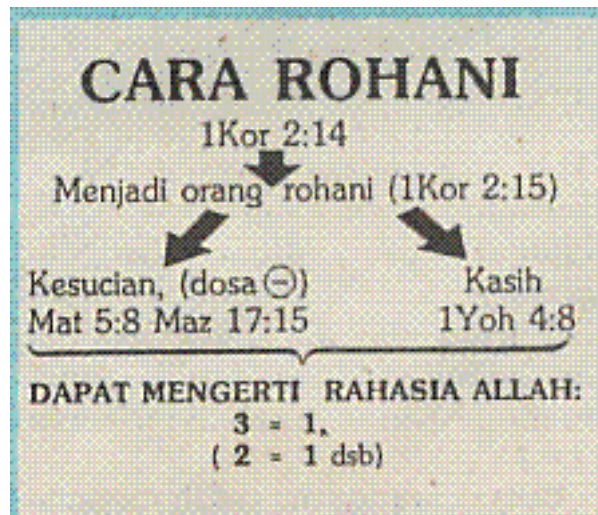 CARA ROHANI
1Kor 2:14
Menjadi orang rohani (1Kor 2:15)
Kesucian, (dosa ⊖) Kasih
Mat 5:8 Maz 17:15 1Yoh 4:8
DAPAT MENGERTI RAHASIA ALLAH:
3 = 1.
( 2 = 1 dsb)